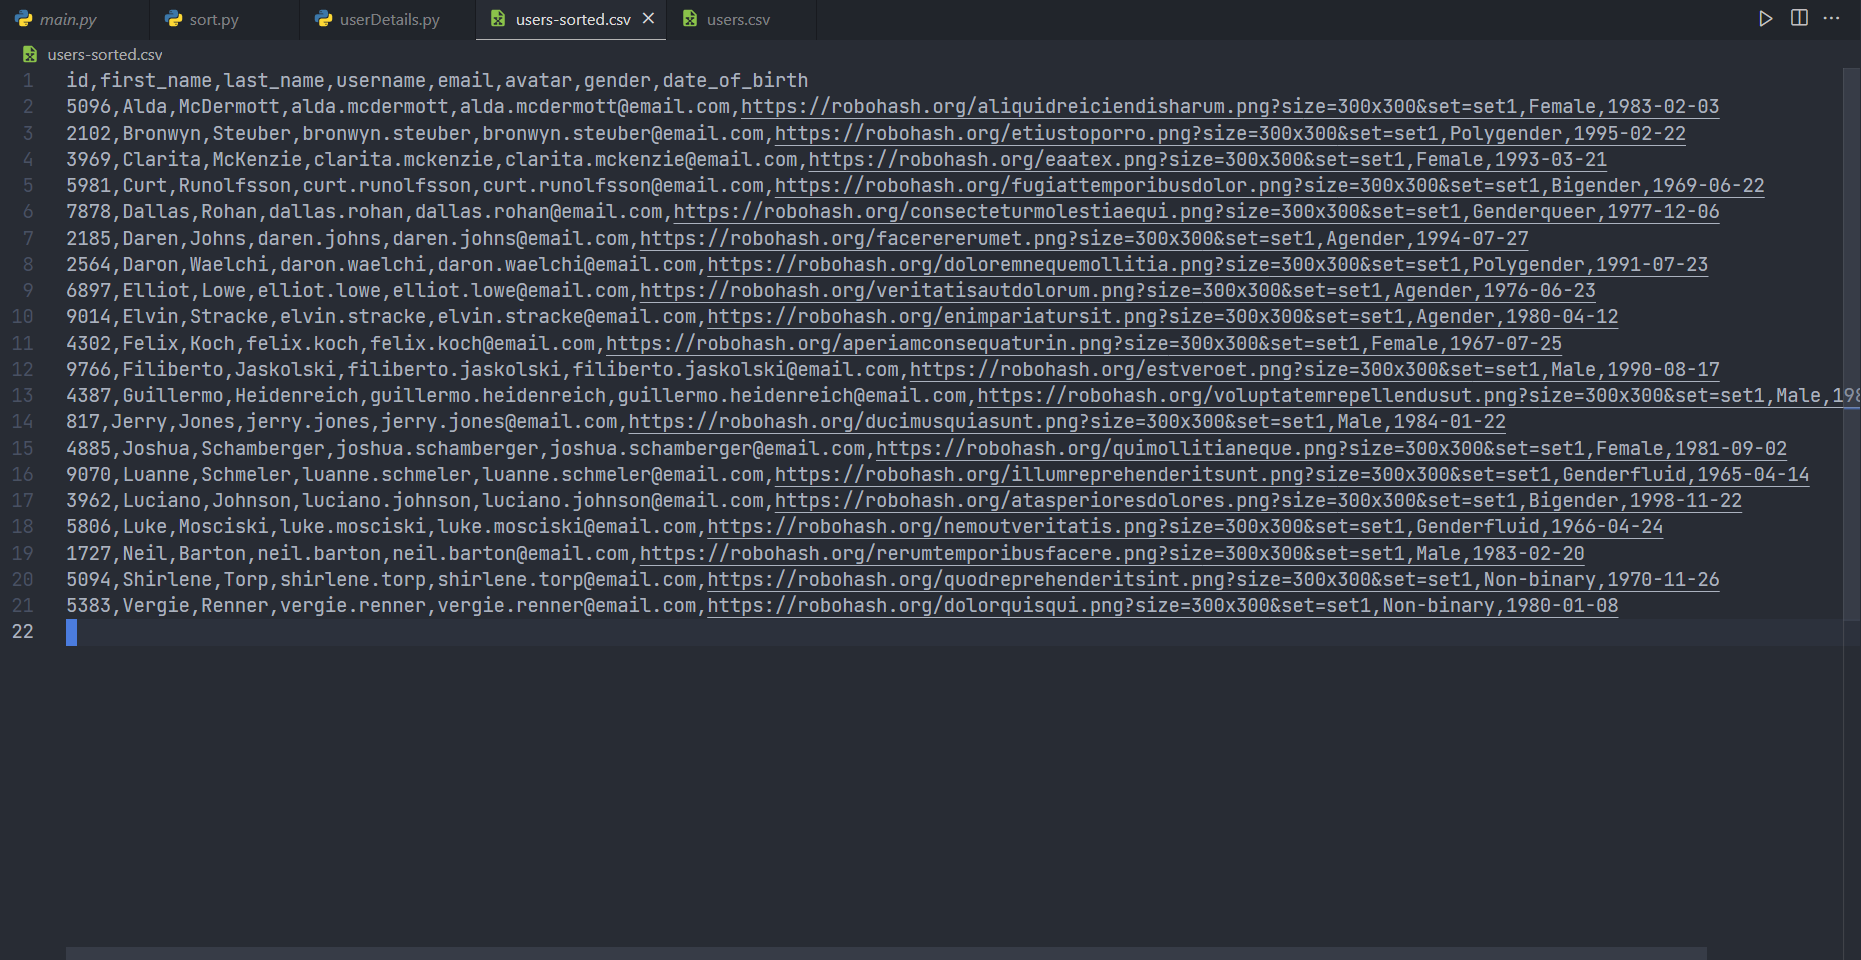 main.py sort.py userDetails.py users-sorted.csv users.csv
users-sorted.csv
1 id,first_name,last_name,username,email,avatar,gender,date_of_birth
2 5096,Alda,McDermott,alda.mcdermott,alda.mcdermott@email.com,https://robohash.org/aliquidreiciendisharum.png?size=300x300&set=set1,Female,1983-02-03
3 2102,Bronwyn,Steuber,bronwyn.steuber,bronwyn.steuber@email.com,https://robohash.org/etiustoporro.png?size=300x300&set=set1,Polygender,1995-02-22
4 3969,Clarita,McKenzie,clarita.mckenzie,clarita.mckenzie@email.com,https://robohash.org/eaatex.png?size=300x300&set=set1,Female,1993-03-21
5 5981,Curt,Runolfsson,curt.runolfsson,curt.runolfsson@email.com,https://robohash.org/fugiattemporibusdolor.png?size=300x300&set=set1,Bigender,1969-06-22
6 7878,Dallas,Rohan,dallas.rohan,dallas.rohan@email.com,https://robohash.org/consecteturmolestiaequi.png?size=300x300&set=set1,Genderqueer,1977-12-06
7 2185,Daren,Johns,daren.johns,daren.johns@email.com,https://robohash.org/facerererumet.png?size=300x300&set=set1,Agender,1994-07-27
8 2564,Daron,Waelchi,daron.waelchi,daron.waelchi@email.com,https://robohash.org/doloremnequemollitia.png?size=300x300&set=set1,Polygender,1991-07-23
9 6897,Elliot,Lowe,elliot.lowe,elliot.lowe@email.com,https://robohash.org/veritatisautdolorum.png?size=300x300&set=set1,Agender,1976-06-23
10 9014,Elvin,Stracke,elvin.stracke,elvin.stracke@email.com,https://robohash.org/enimpariatursit.png?size=300x300&set=set1,Agender,1980-04-12
11 4302,Felix,Koch,felix.koch,felix.koch@email.com,https://robohash.org/aperiamconsequaturin.png?size=300x300&set=set1,Female,1967-07-25
12 9766,Filiberto,Jaskolski,filiberto.jaskolski,filiberto.jaskolski@email.com,https://robohash.org/estveroet.png?size=300x300&set=set1,Male,1990-08-17
13 4387,Guillermo,Heidenreich,guillermo.heidenreich,guillermo.heidenreich@email.com,https://robohash.org/voluptatemrepellendusut.png?size=300x300&set=set1,Male,198
14 817,Jerry,Jones,jerry.jones,jerry.jones@email.com,https://robohash.org/ducimusquiasunt.png?size=300x300&set=set1,Male,1984-01-22
15 4885,Joshua,Schamberger,joshua.schamberger,joshua.schamberger@email.com,https://robohash.org/quimollitianeque.png?size=300x300&set=set1,Female,1981-09-02
16 9070,Luanne,Schmeler,luanne.schmeler,luanne.schmeler@email.com,https://robohash.org/illumreprehenderitsunt.png?size=300x300&set=set1,Genderfluid,1965-04-14
17 3962,Luciano,Johnson,luciano.johnson,luciano.johnson@email.com,https://robohash.org/atasperioresdolores.png?size=300x300&set=set1,Bigender,1998-11-22
18 5806,Luke,Mosciski,luke.mosciski,luke.mosciski@email.com,https://robohash.org/nemoutveritatis.png?size=300x300&set=set1,Genderfluid,1966-04-24
19 1727,Neil,Barton,neil.barton,neil.barton@email.com,https://robohash.org/rerumtemporibusfacere.png?size=300x300&set=set1,Male,1983-02-20
20 5094,Shirlene,Torp,shirlene.torp,shirlene.torp@email.com,https://robohash.org/quodreprehenderitsint.png?size=300x300&set=set1,Non-binary,1970-11-26
21 5383,Vergie,Renner,vergie.renner,vergie.renner@email.com,https://robohash.org/dolorquisqui.png?size=300x300&set=set1,Non-binary,1980-01-08
22